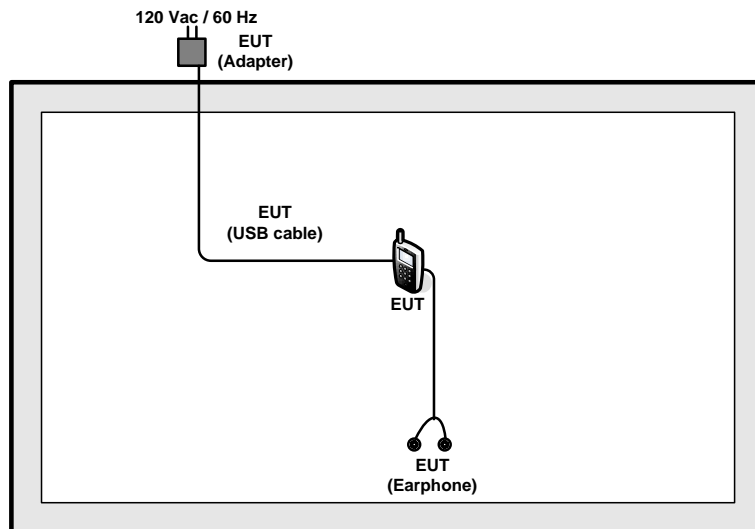 120 Vac / 60 Hz
EUT
(Adapter)
EUT
(USB cable)
EUT
EUT
(Earphone)